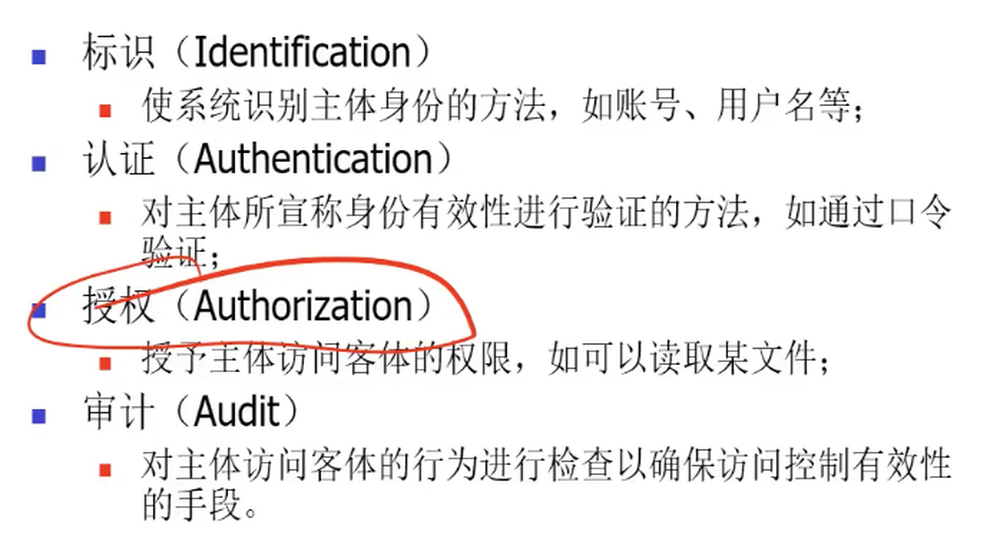 标识（Identification）
使系统识别主体身份的方法，如账号、用户名等；
认证（Authentication）
对主体所宣称身份有效性进行验证的方法，如通过口令
验证；
授权（Authorization）
授予主体访问客体的权限，如可以读取某文件；
审计（Audit）
对主体访问客体的行为进行检查以确保访问控制有效性
的手段。